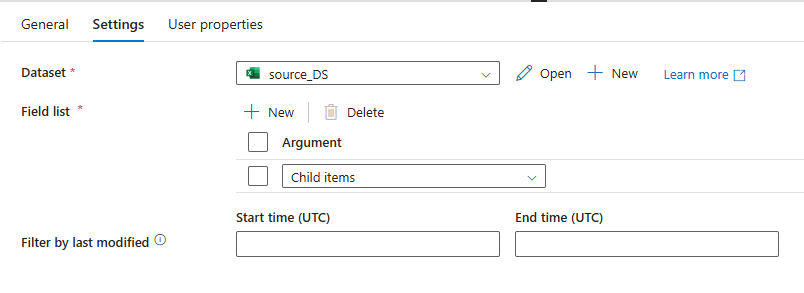 General Settings User properties
Dataset * source_DS Open New Learn more
Field list * New Delete
Argument
Child items
Start time (UTC) End time (UTC)
Filter by last modified